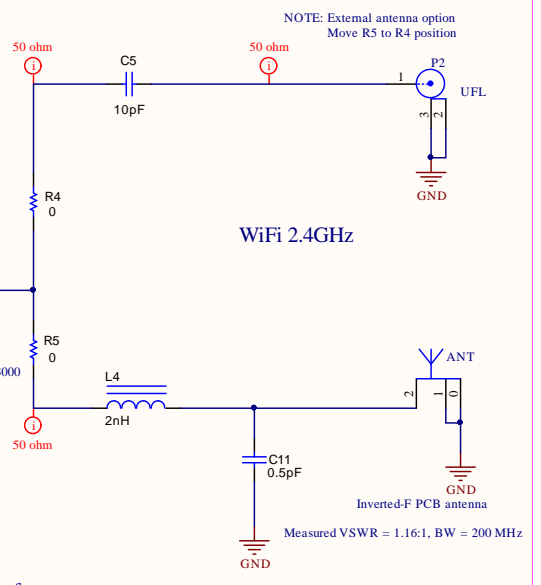 NOTE: External antenna option
Move R5 to R4 position
50 ohm
50 ohm
i
i
C5
10pF
P2
1
UFL
3
2
GND
R4
0
WiFi 2.4GHz
R5
0
000
L4
2nH
ANT
2
1
0
i
50 ohm
C11
0.5pF
GND
Inverted-F PCB antenna
Measured VSWR = 1.16:1, BW = 200 MHz
GND